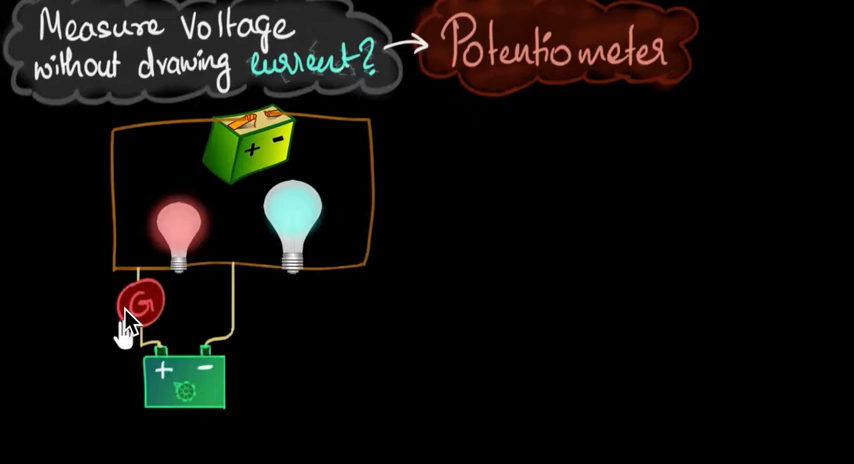 Measure Voltage
without drawing current?
Potentiometer
+ -
G
+ -